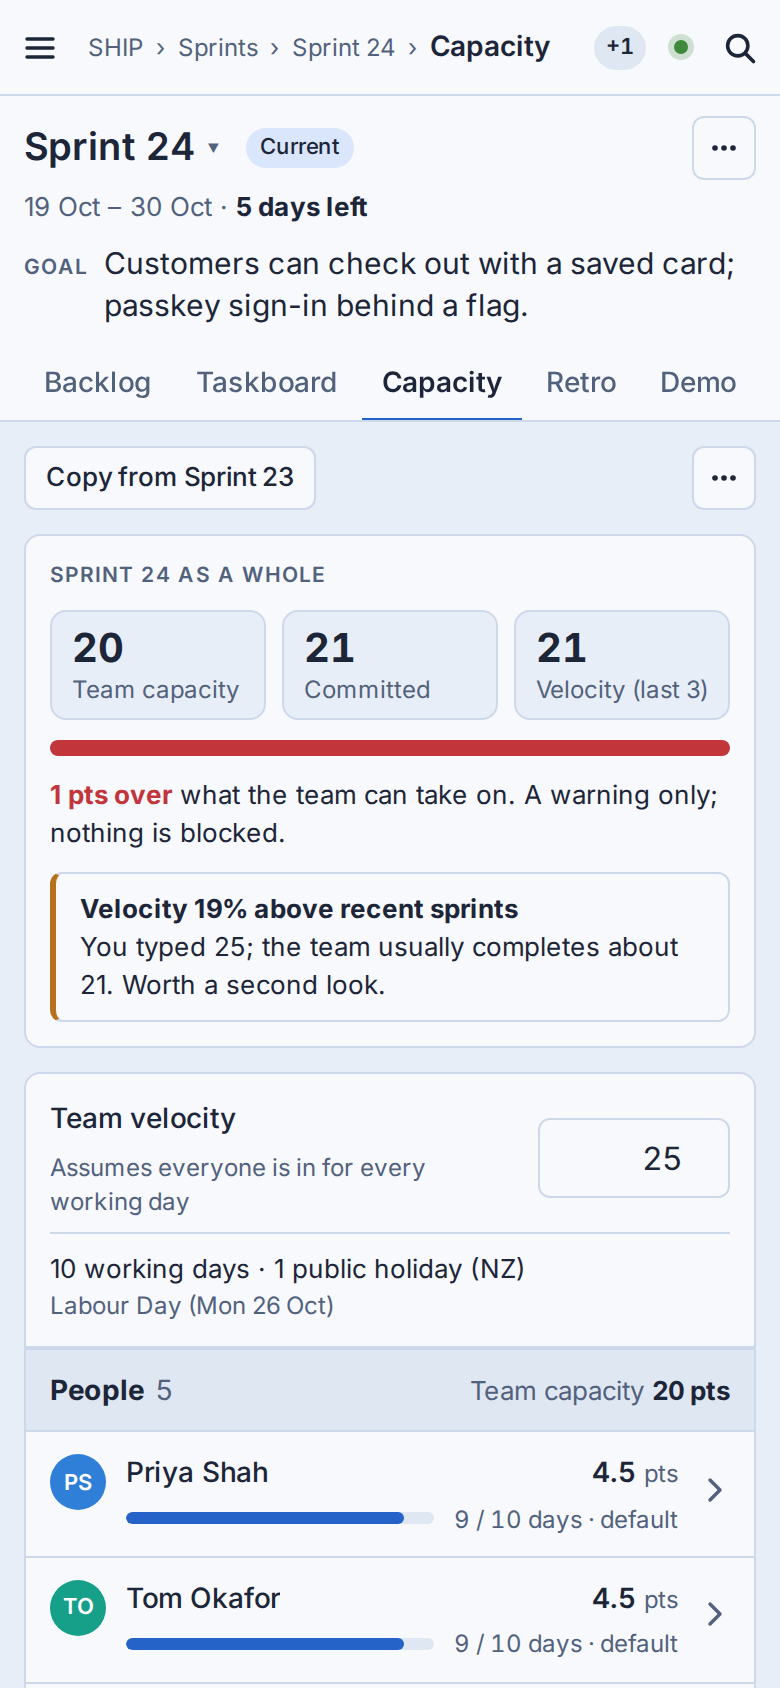 SHIP › Sprints › Sprint 24 › Capacity +1
Sprint 24 ▾ Current
19 Oct – 30 Oct · 5 days left
GOAL Customers can check out with a saved card;
passkey sign-in behind a flag.
Backlog Taskboard Capacity Retro Demo
Copy from Sprint 23
SPRINT 24 AS A WHOLE
20 21 21
Team capacity Committed Velocity (last 3)
1 pts over what the team can take on. A warning only;
nothing is blocked.
Velocity 19% above recent sprints
You typed 25; the team usually completes about
21. Worth a second look.
Team velocity
25
Assumes everyone is in for every
working day
10 working days · 1 public holiday (NZ)
Labour Day (Mon 26 Oct)
People 5 Team capacity 20 pts
PS Priya Shah 4.5 pts
9 / 10 days · default
TO Tom Okafor 4.5 pts
9 / 10 days · default